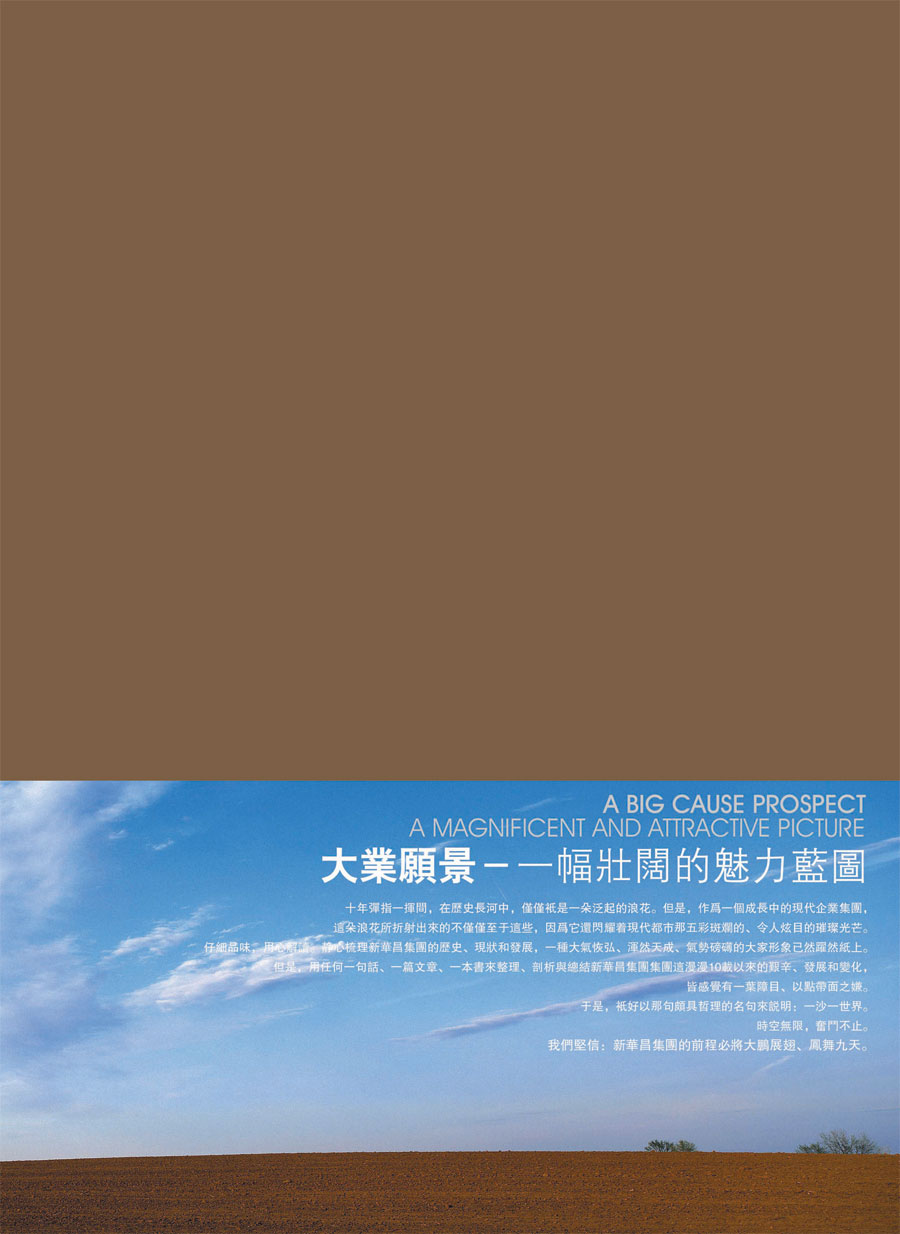 A BIG CAUSE PROSPECT
A MAGNIFICENT AND ATTRACTIVE PICTURE
大業願景－一幅壯闊的魅力藍圖
十年彈指一揮間，在歷史長河中，僅僅衹是一朵泛起的浪花。但是，作爲一個成長中的現代企業集團，
這朵浪花所折射出來的不僅僅至于這些，因爲它還閃耀着現代都市那五彩斑斕的、令人炫目的璀璨光芒。
仔細品味，用心解讀。靜心梳理新華昌集團的歷史、現狀和發展，一種大氣恢弘、渾然天成、氣勢磅礴的大家形象已然躍然紙上。
但是，用任何一句話、一篇文章、一本書來整理、剖析與總結新華昌集團集團這漫漫10載以來的艱辛、發展和變化，
皆感覺有一葉障目、以點帶面之嫌。
于是，衹好以那句頗具哲理的名句來説明：一沙一世界。
時空無限，奮鬥不止。
我們堅信：新華昌集團的前程必將大鵬展翅、鳳舞九天。